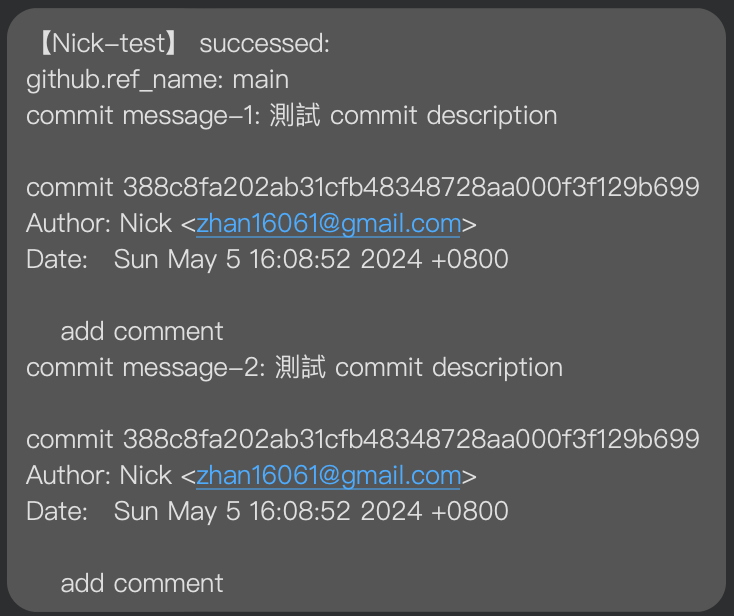 【Nick-test】 successed:
github.ref_name: main
commit message-1: 測試 commit description
commit 388c8fa202ab31cfb48348728aa000f3f129b699
Author: Nick <zhan16061@gmail.com>
Date: Sun May 5 16:08:52 2024 +0800
add comment
commit message-2: 測試 commit description
commit 388c8fa202ab31cfb48348728aa000f3f129b699
Author: Nick <zhan16061@gmail.com>
Date: Sun May 5 16:08:52 2024 +0800
add comment